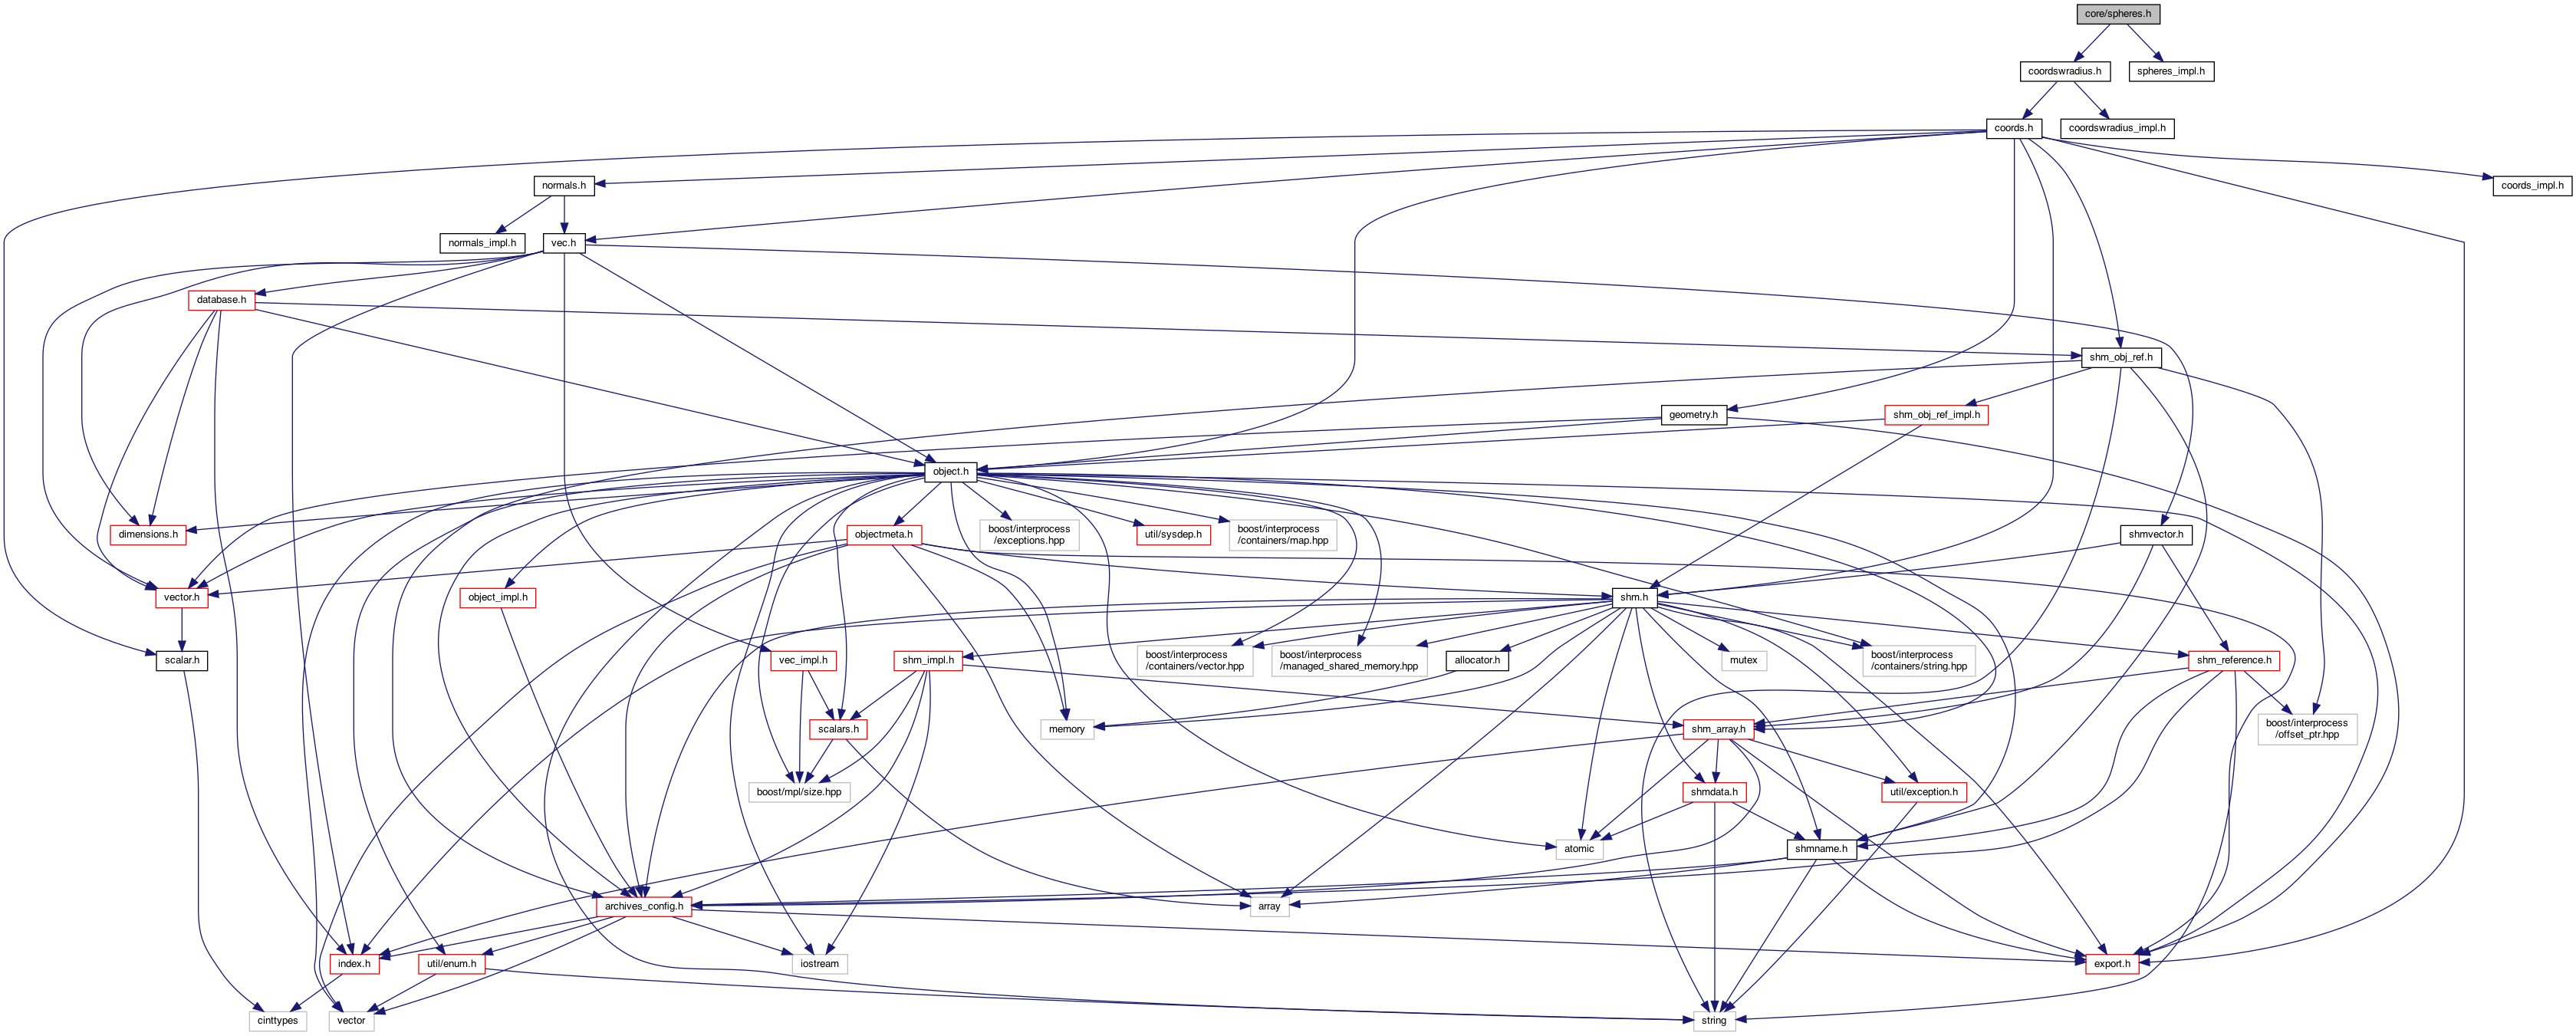 core/spheres.h
coordswradius.h
spheres_impl.h
coords.h
coordswradius_impl.h
normals.h
coords_impl.h
normals_impl.h
vec.h
database.h
shm_obj_ref.h
geometry.h
shm_obj_ref_impl.h
object.h
dimensions.h
objectmeta.h
boost/interprocess
/exceptions.hpp
util/sysdep.h
boost/interprocess
/containers/map.hpp
shmvector.h
vector.h
object_impl.h
shm.h
scalar.h
vec_impl.h
shm_impl.h
boost/interprocess
/containers/vector.hpp
boost/interprocess
/managed_shared_memory.hpp
allocator.h
mutex
boost/interprocess
/containers/string.hpp
shm_reference.h
scalars.h
memory
shm_array.h
boost/interprocess
/offset_ptr.hpp
boost/mpl/size.hpp
shmdata.h
util/exception.h
atomic
shmname.h
archives_config.h
array
index.h
util/enum.h
iostream
export.h
cinttypes
vector
string